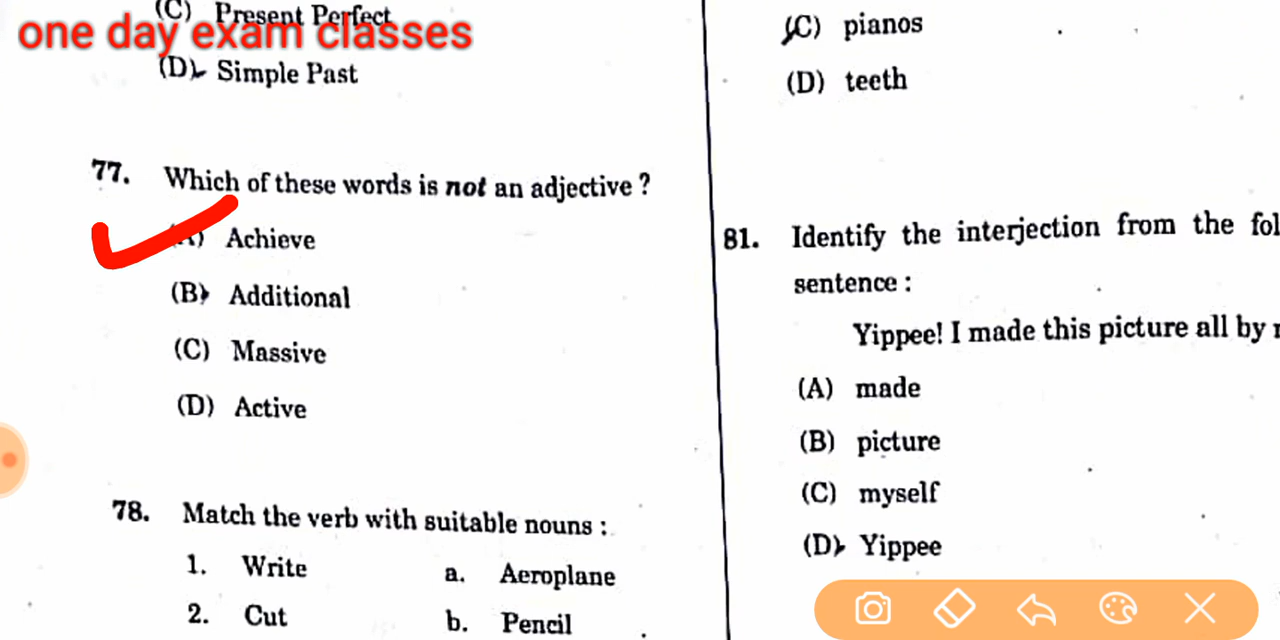 (C) Present Perfect
one day exam classes
(D) Simple Past
77. Which of these words is not an adjective ?
(A) Achieve
(B) Additional
(C) Massive
(D) Active
78. Match the verb with suitable nouns :
1. Write a. Aeroplane
2. Cut b. Pencil
(C) pianos
(D) teeth
81. Identify the interjection from the fol
sentence :
Yippee! I made this picture all by
(A) made
(B) picture
(C) myself
(D) Yippee